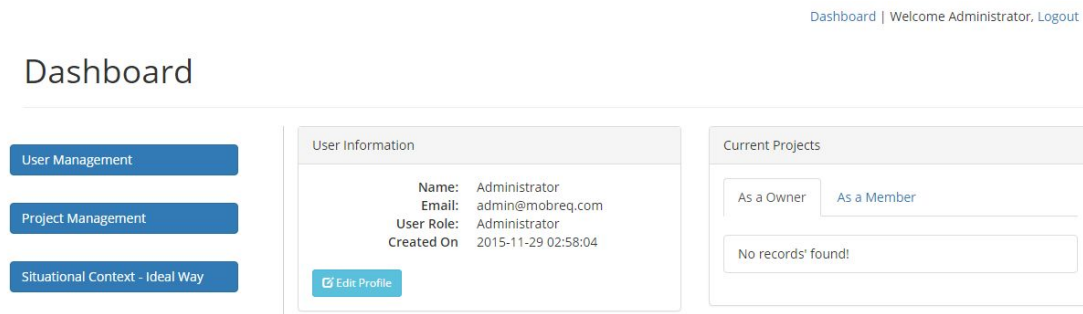 Dashboard | Welcome Administrator, Logout
Dashboard
User Management
Project Management
Situational Context - Ideal Way
User Information
Name: Administrator
Email: admin@mobreq.com
User Role: Administrator
Created On 2015-11-29 02:58:04
Edit Profile
Current Projects
As a Owner As a Member
No records' found!